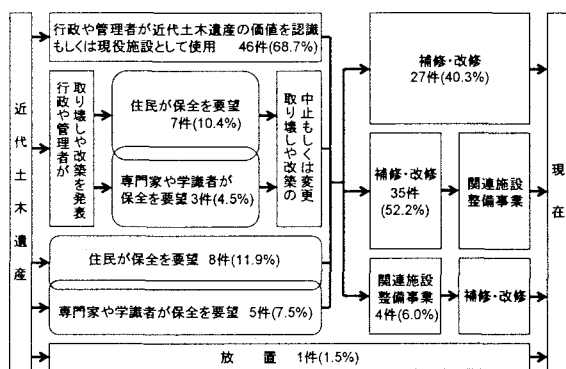 行政や管理者が近代土木遺産の価値を認識
もしくは現役施設として使用 46件(68.7%)
近代土木遺産
行政や管理者が
取り壊しや改築を発表
住民が保全を要望
7件(10.4%)
専門家や学識者が
保全を要望 3件(4.5%)
取り壊しや改築の
中止もしくは変更
住民が保全を要望 8件(11.9%)
専門家や学識者が保全を要望 5件(7.5%)
補修・改修
27件(40.3%)
補修・改修
35件
(52.2%)
関連施設
整備事業
関連施設
整備事業
4件(6.0%)
補修・改修
放置 1件(1.5%)
現在